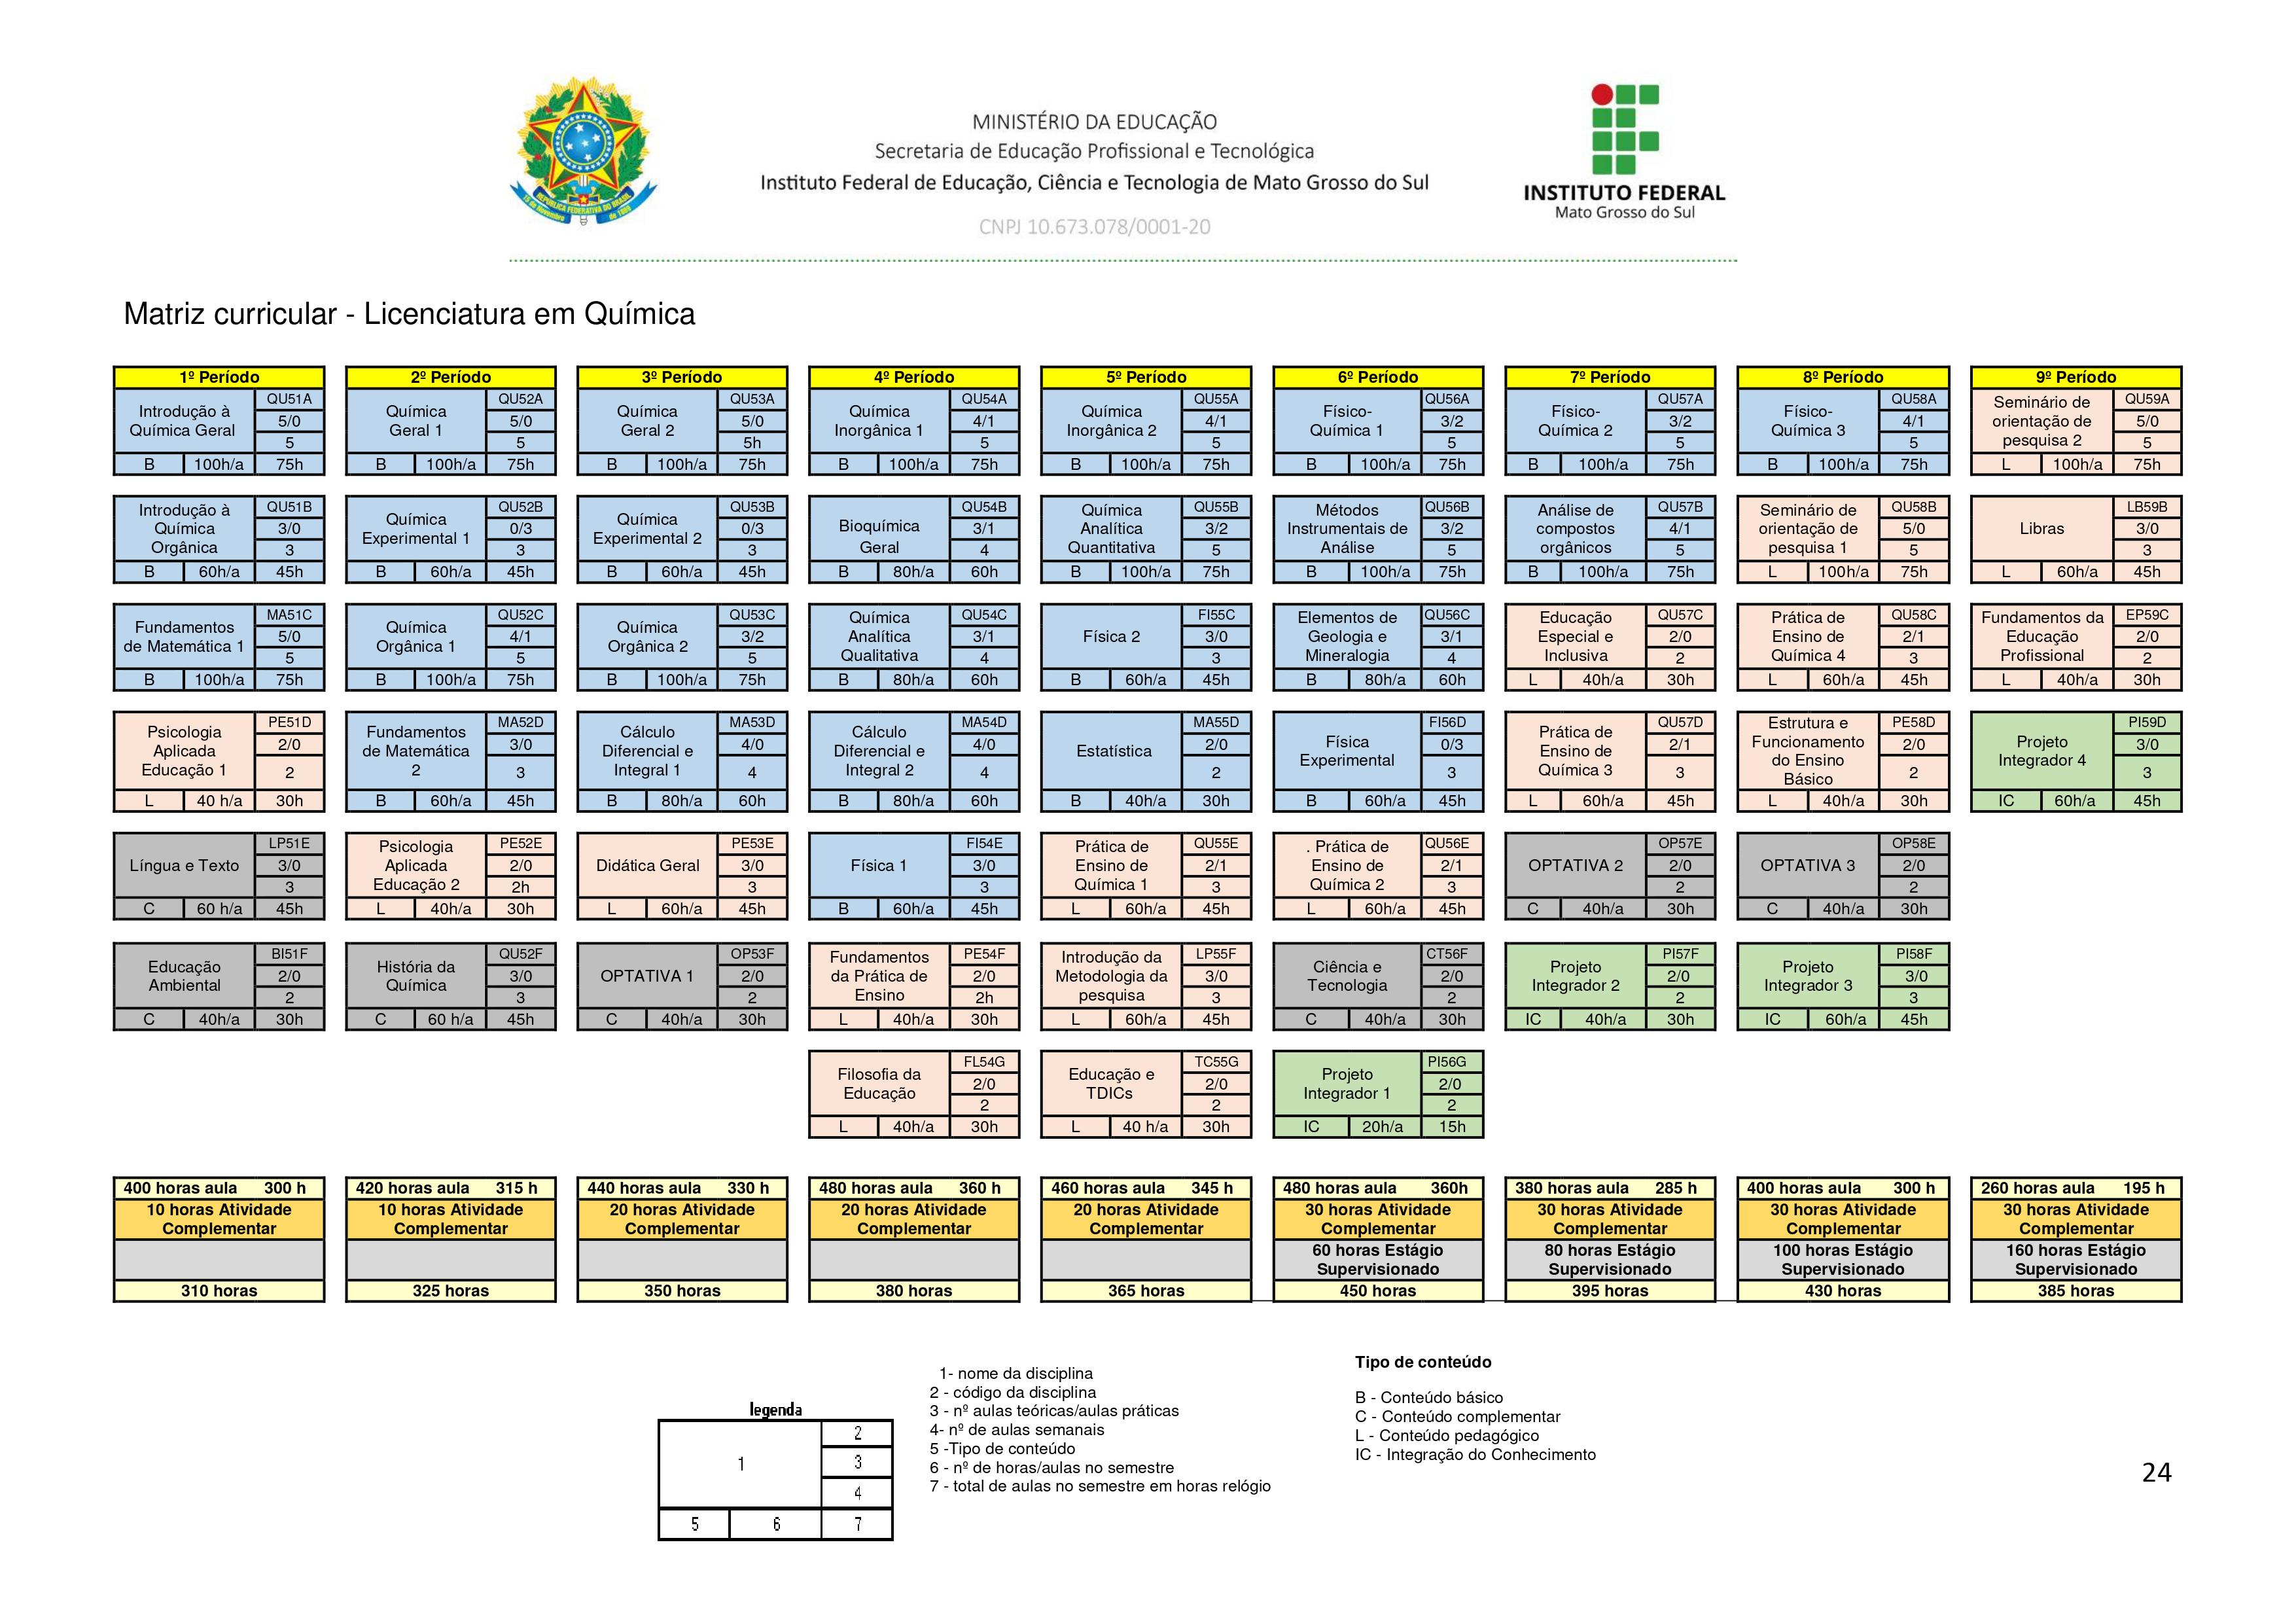 REPÚBLICA FEDERATIVA DO BRASIL
15 de Novembro de 1889
MINISTÉRIO DA EDUCAÇÃO
Secretaria de Educação Profissional e Tecnológica
Instituto Federal de Educação, Ciência e Tecnologia de Mato Grosso do Sul
CNPJ 10.673.078/0001-20
INSTITUTO FEDERAL
Mato Grosso do Sul
Matriz curricular - Licenciatura em Química
1º Período
Introdução à Química Geral QU51A 5/0 5
B 100h/a 75h
Introdução à Química Orgânica QU51B 3/0 3
B 60h/a 45h
Fundamentos de Matemática 1 MA51C 5/0 5
B 100h/a 75h
Psicologia Aplicada Educação 1 PE51D 2/0 2
L 40 h/a 30h
Língua e Texto LP51E 3/0 3
C 60 h/a 45h
Educação Ambiental BI51F 2/0 2
C 40h/a 30h
400 horas aula 300 h
10 horas Atividade Complementar
310 horas
2º Período
Química Geral 1 QU52A 5/0 5
B 100h/a 75h
Química Experimental 1 QU52B 0/3 3
B 60h/a 45h
Química Orgânica 1 QU52C 4/1 5
B 100h/a 75h
Fundamentos de Matemática 2 MA52D 3/0 3
B 60h/a 45h
Psicologia Aplicada Educação 2 PE52E 2/0 2h
L 40h/a 30h
História da Química QU52F 3/0 3
C 60 h/a 45h
420 horas aula 315 h
10 horas Atividade Complementar
325 horas
3º Período
Química Geral 2 QU53A 5/0 5h
B 100h/a 75h
Química Experimental 2 QU53B 0/3 3
B 60h/a 45h
Química Orgânica 2 QU53C 3/2 5
B 100h/a 75h
Cálculo Diferencial e Integral 1 MA53D 4/0 4
B 80h/a 60h
Didática Geral PE53E 3/0 3
L 60h/a 45h
OPTATIVA 1 OP53F 2/0 2
C 40h/a 30h
440 horas aula 330 h
20 horas Atividade Complementar
350 horas
4º Período
Química Inorgânica 1 QU54A 4/1 5
B 100h/a 75h
Bioquímica Geral QU54B 3/1 4
B 80h/a 60h
Química Analítica Qualitativa QU54C 3/1 4
B 80h/a 60h
Cálculo Diferencial e Integral 2 MA54D 4/0 4
B 80h/a 60h
Física 1 FI54E 3/0 3
B 60h/a 45h
Fundamentos da Prática de Ensino PE54F 2/0 2h
L 40h/a 30h
Filosofia da Educação FL54G 2/0 2
L 40h/a 30h
480 horas aula 360 h
20 horas Atividade Complementar
380 horas
5º Período
Química Inorgânica 2 QU55A 4/1 5
B 100h/a 75h
Química Analítica Quantitativa QU55B 3/2 5
B 100h/a 75h
Física 2 FI55C 3/0 3
B 60h/a 45h
Estatística MA55D 2/0 2
B 40h/a 30h
Prática de Ensino de Química 1 QU55E 2/1 3
L 60h/a 45h
Introdução da Metodologia da pesquisa LP55F 3/0 3
L 60h/a 45h
Educação e TDICs TC55G 2/0 2
L 40 h/a 30h
460 horas aula 345 h
20 horas Atividade Complementar
365 horas
6º Período
Físico-Química 1 QU56A 3/2 5
B 100h/a 75h
Métodos Instrumentais de Análise QU56B 3/2 5
B 100h/a 75h
Elementos de Geologia e Mineralogia QU56C 3/1 4
B 80h/a 60h
Física Experimental FI56D 0/3 3
B 60h/a 45h
. Prática de Ensino de Química 2 QU56E 2/1 3
L 60h/a 45h
Ciência e Tecnologia CT56F 2/0 2
C 40h/a 30h
Projeto Integrador 1 PI56G 2/0 2
IC 20h/a 15h
480 horas aula 360h
30 horas Atividade Complementar
60 horas Estágio Supervisionado
450 horas
7º Período
Físico-Química 2 QU57A 3/2 5
B 100h/a 75h
Análise de compostos orgânicos QU57B 4/1 5
B 100h/a 75h
Educação Especial e Inclusiva QU57C 2/0 2
L 40h/a 30h
Prática de Ensino de Química 3 QU57D 2/1 3
L 60h/a 45h
OPTATIVA 2 OP57E 2/0 2
C 40h/a 30h
Projeto Integrador 2 PI57F 2/0 2
IC 40h/a 30h
380 horas aula 285 h
30 horas Atividade Complementar
80 horas Estágio Supervisionado
395 horas
8º Período
Físico-Química 3 QU58A 4/1 5
B 100h/a 75h
Seminário de orientação de pesquisa 1 QU58B 5/0 5
L 100h/a 75h
Prática de Ensino de Química 4 QU58C 2/1 3
L 60h/a 45h
Estrutura e Funcionamento do Ensino Básico PE58D 2/0 2
L 40h/a 30h
OPTATIVA 3 OP58E 2/0 2
C 40h/a 30h
Projeto Integrador 3 PI58F 3/0 3
IC 60h/a 45h
400 horas aula 300 h
30 horas Atividade Complementar
100 horas Estágio Supervisionado
430 horas
9º Período
Seminário de orientação de pesquisa 2 QU59A 5/0 5
L 100h/a 75h
Libras LB59B 3/0 3
L 60h/a 45h
Fundamentos da Educação Profissional EP59C 2/0 2
L 40h/a 30h
Projeto Integrador 4 PI59D 3/0 3
IC 60h/a 45h
260 horas aula 195 h
30 horas Atividade Complementar
160 horas Estágio Supervisionado
385 horas
legenda
1
2
3
4
5 6 7
1- nome da disciplina
2 - código da disciplina
3 - nº aulas teóricas/aulas práticas
4- nº de aulas semanais
5 -Tipo de conteúdo
6 - nº de horas/aulas no semestre
7 - total de aulas no semestre em horas relógio
Tipo de conteúdo
B - Conteúdo básico
C - Conteúdo complementar
L - Conteúdo pedagógico
IC - Integração do Conhecimento
24